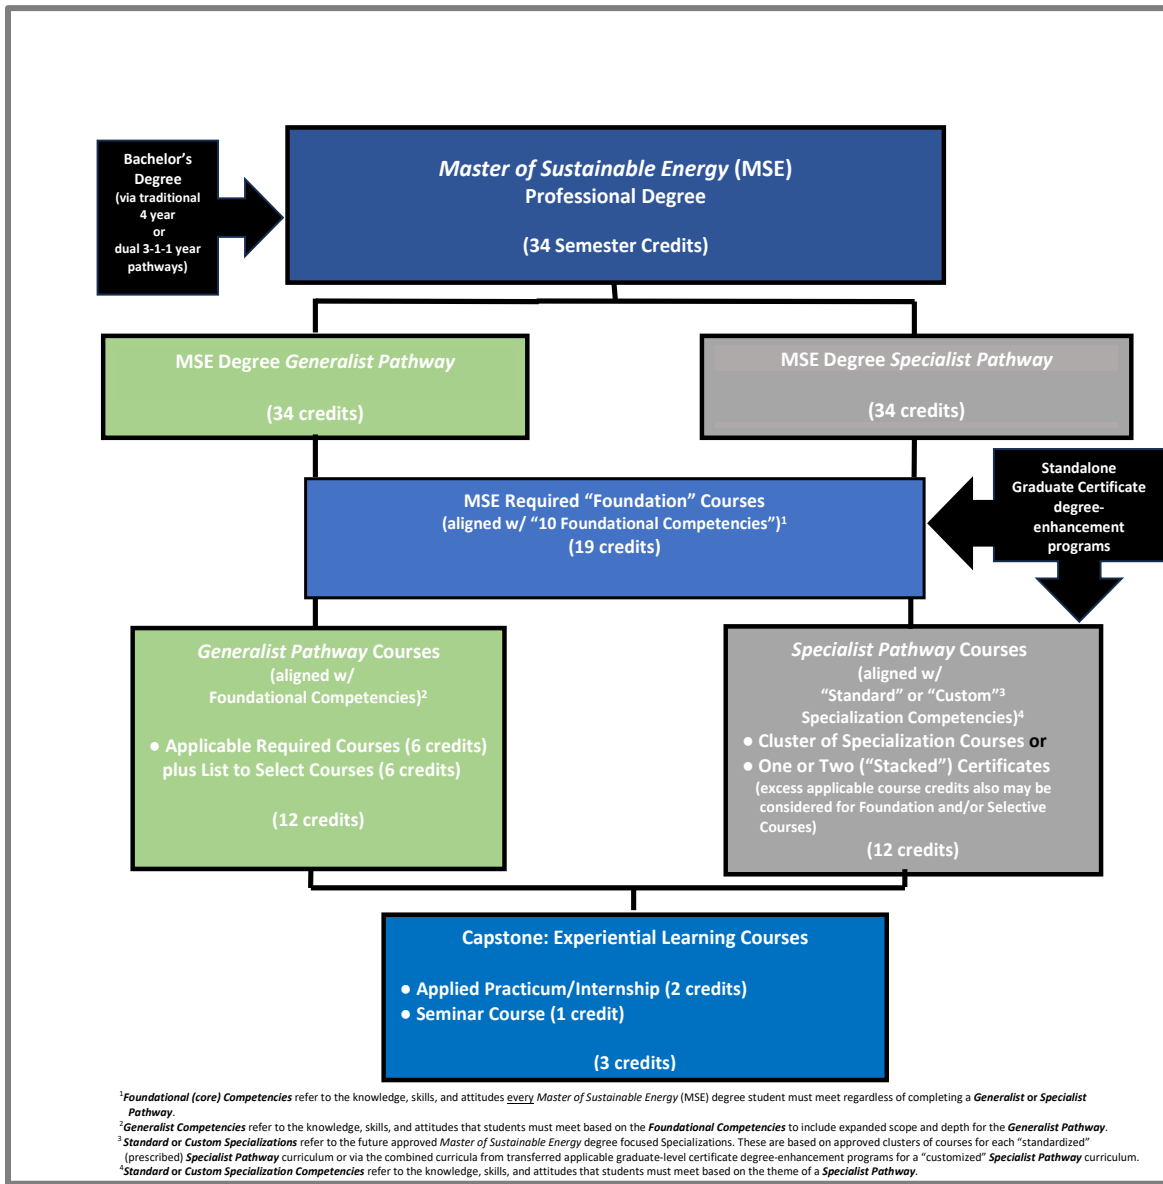 Bachelor’s
Degree
(via traditional
4 year
or
dual 3-1-1 year
pathways)
Master of Sustainable Energy (MSE)
Professional Degree
(34 Semester Credits)
MSE Degree Generalist Pathway
(34 credits)
MSE Degree Specialist Pathway
(34 credits)
MSE Required “Foundation” Courses
(aligned w/ “10 Foundational Competencies”)¹
(19 credits)
Standalone
Graduate Certificate
degree-
enhancement
programs
Generalist Pathway Courses
(aligned w/
Foundational Competencies)²
● Applicable Required Courses (6 credits)
plus List to Select Courses (6 credits)
(12 credits)
Specialist Pathway Courses
(aligned w/
“Standard” or “Custom”³
Specialization Competencies)⁴
● Cluster of Specialization Courses or
● One or Two (“Stacked”) Certificates
(excess applicable course credits also may be
considered for Foundation and/or Selective
Courses)
(12 credits)
Capstone: Experiential Learning Courses
● Applied Practicum/Internship (2 credits)
● Seminar Course (1 credit)
(3 credits)
¹Foundational (core) Competencies refer to the knowledge, skills, and attitudes every Master of Sustainable Energy (MSE) degree student must meet regardless of completing a Generalist or Specialist
Pathway.
²Generalist Competencies refer to the knowledge, skills, and attitudes that students must meet based on the Foundational Competencies to include expanded scope and depth for the Generalist Pathway.
³Standard or Custom Specializations refer to the future approved Master of Sustainable Energy degree focused Specializations. These are based on approved clusters of courses for each “standardized”
(prescribed) Specialist Pathway curriculum or via the combined curricula from transferred applicable graduate-level certificate degree-enhancement programs for a “customized” Specialist Pathway curriculum.
⁴Standard or Custom Specialization Competencies refer to the knowledge, skills, and attitudes that students must meet based on the theme of a Specialist Pathway.